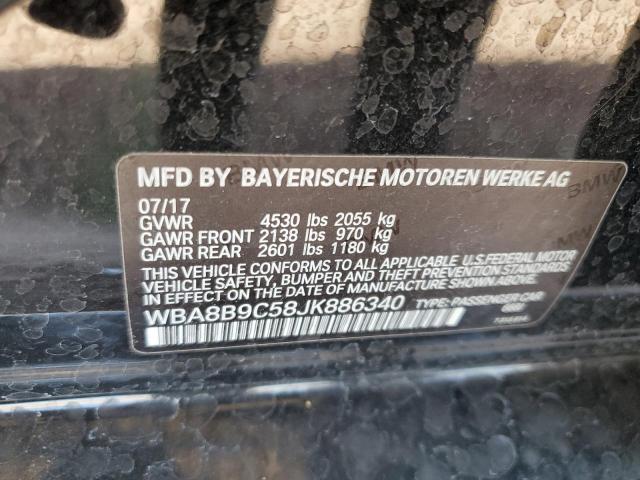 MFD BY BAYERISCHE MOTOREN WERKE AG
07/17
GVWR 4530 lbs 2055 kg
GAWR FRONT 2138 lbs 970 kg
GAWR REAR 2601 lbs 1180 kg
THIS VEHICLE CONFORMS TO ALL APPLICABLE U.S.FEDERAL MOTOR
VEHICLE SAFETY, BUMPER, AND THEFT PREVENTION STANDARDS
IN EFFECT ON THE DATE OF MANUFACTURE SHOWN ABOVE.
WBA8B9C58JK886340 TYPE: PASSENGER CAR
BMW